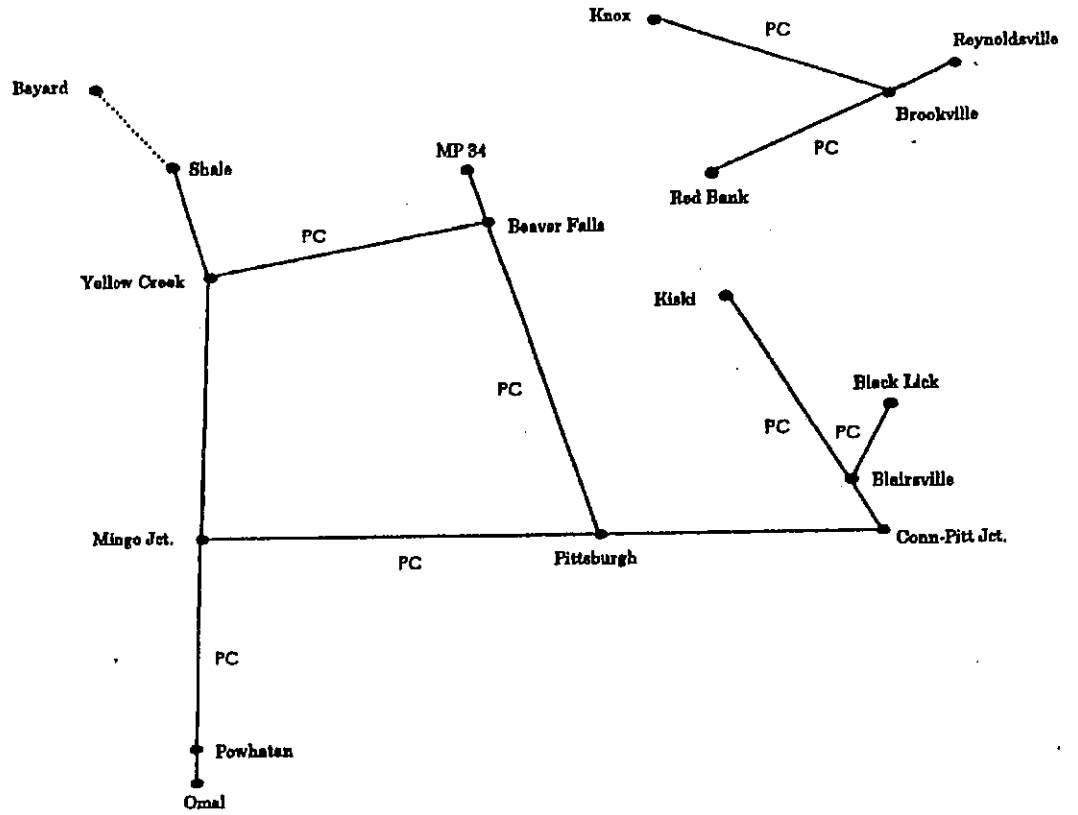 Knox
PC
Reynoldsville
Bayard
Brookville
PC
MP 34
Shale
Red Bank
Beaver Falls
PC
Yellow Creek
Kiski
Black Lick
PC
PC
PC
Blairsville
Mingo Jct.
Conn-Pitt Jct.
PC
Pittsburgh
PC
Powhatan
Omal